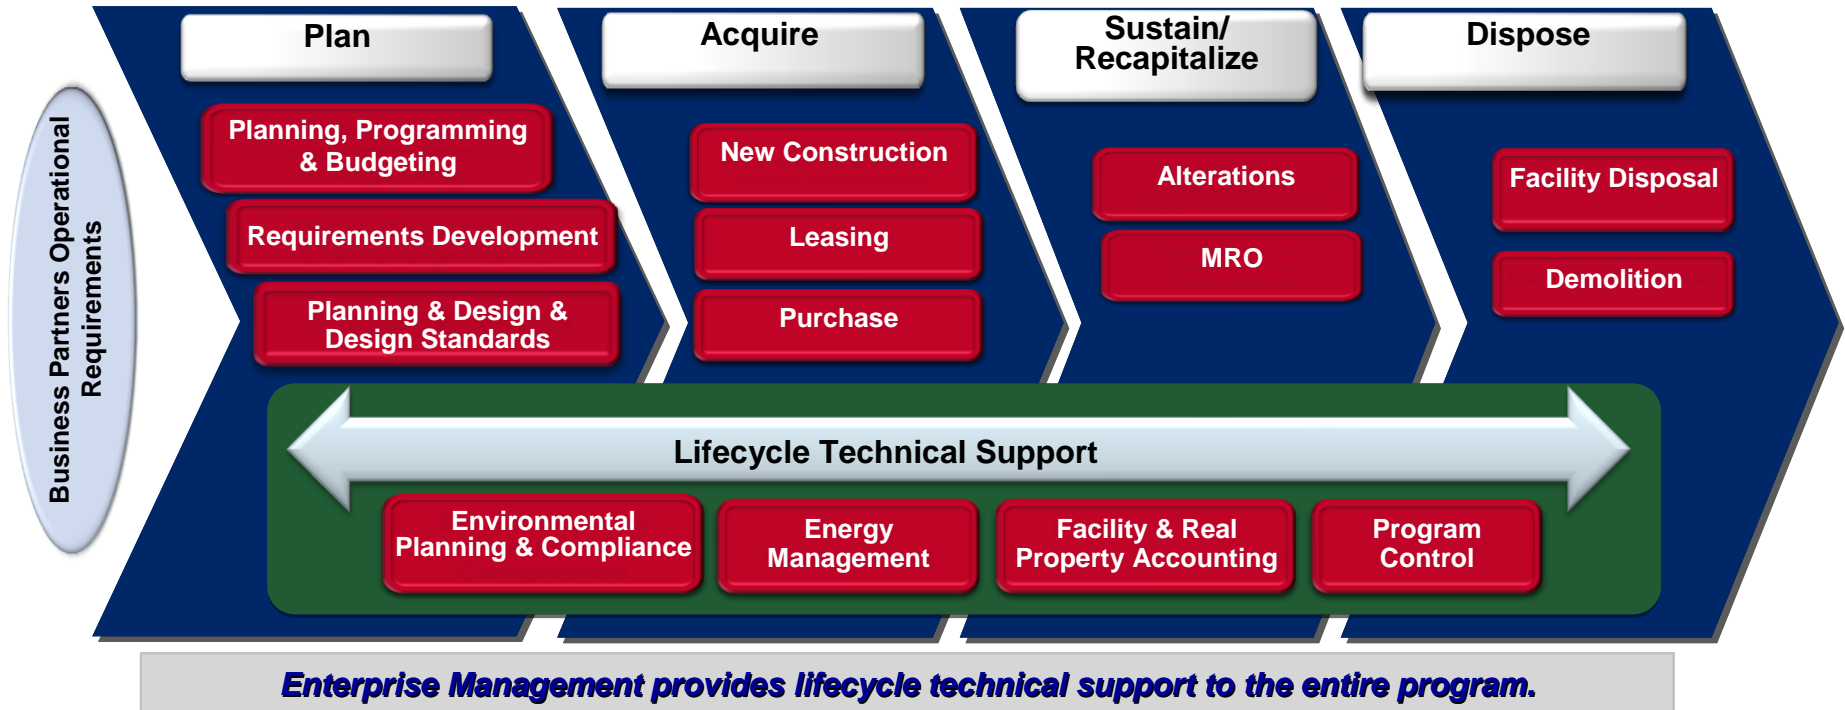 Business Partners Operational
Requirements
Plan
Planning, Programming
& Budgeting
Requirements Development
Planning & Design &
Design Standards
Acquire
New Construction
Leasing
Purchase
Sustain/
Recapitalize
Alterations
MRO
Dispose
Facility Disposal
Demolition
Lifecycle Technical Support
Environmental
Planning & Compliance
Energy
Management
Facility & Real
Property Accounting
Program
Control
Enterprise Management provides lifecycle technical support to the entire program.